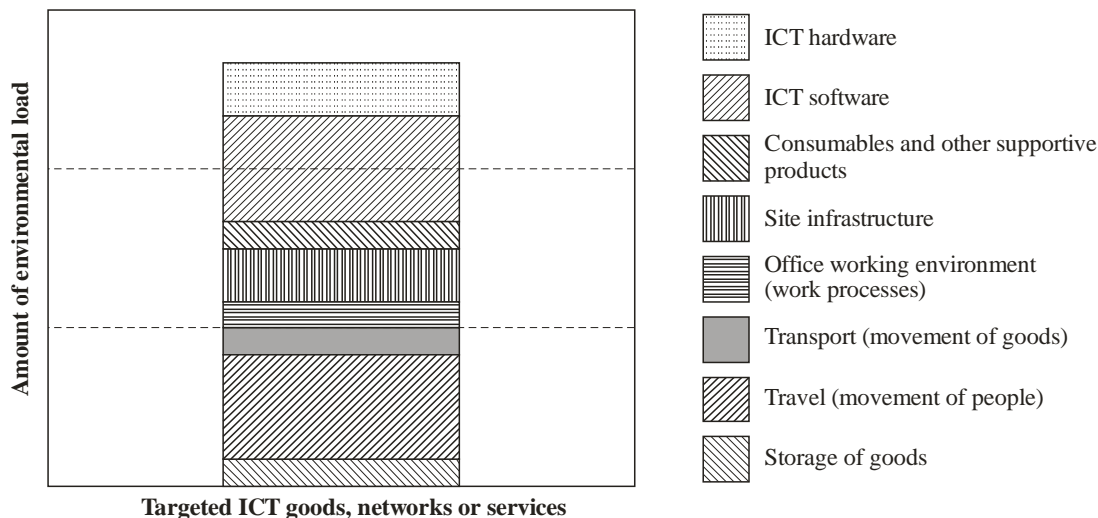 Amount of environmental load
Targeted ICT goods, networks or services
ICT hardware
ICT software
Consumables and other supportive
products
Site infrastructure
Office working environment
(work processes)
Transport (movement of goods)
Travel (movement of people)
Storage of goods